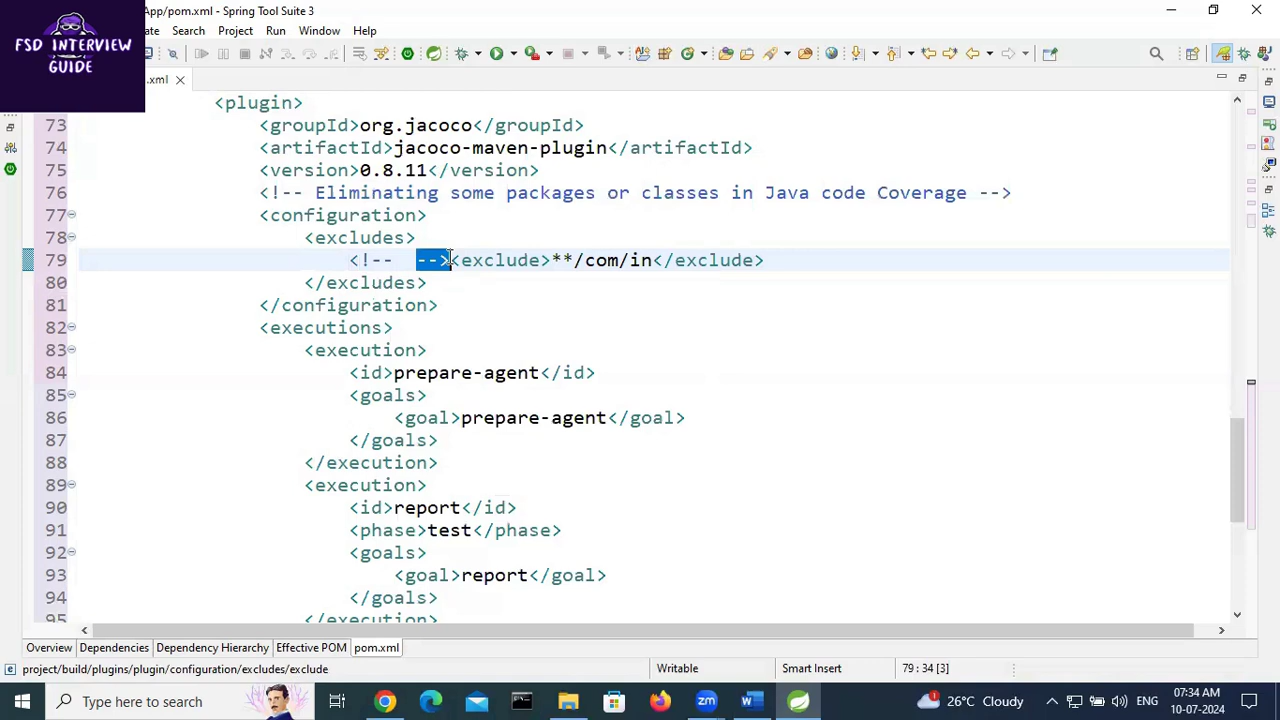 App/pom.xml - Spring Tool Suite 3
FSD INTERVIEW
GUIDE
ate Search Project Run Window Help
.xml
<plugin>
73 <groupId>org.jacoco</groupId>
74 <artifactId>jacoco-maven-plugin</artifactId>
75 <version>0.8.11</version>
76 <!-- Eliminating some packages or classes in Java code Coverage -->
77 <configuration>
78 <excludes>
79 <!-- --><exclude>**/com/in</exclude>
80 </excludes>
81 </configuration>
82 <executions>
83 <execution>
84 <id>prepare-agent</id>
85 <goals>
86 <goal>prepare-agent</goal>
87 </goals>
88 </execution>
89 <execution>
90 <id>report</id>
91 <phase>test</phase>
92 <goals>
93 <goal>report</goal>
94 </goals>
95 </execution>
Overview Dependencies Dependency Hierarchy Effective POM pom.xml
project/build/plugins/plugin/configuration/excludes/exclude Writable Smart Insert 79 : 34 [3]
Type here to search 26°C Cloudy ENG 07:34 AM
10-07-2024